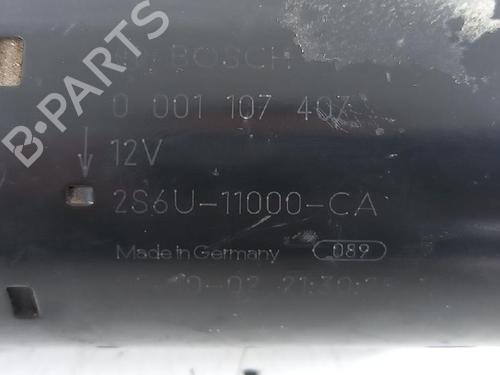 BOSCH
0 001 107 407
12V
2S6U-11000-CA
Made in Germany 089
B-PARTS